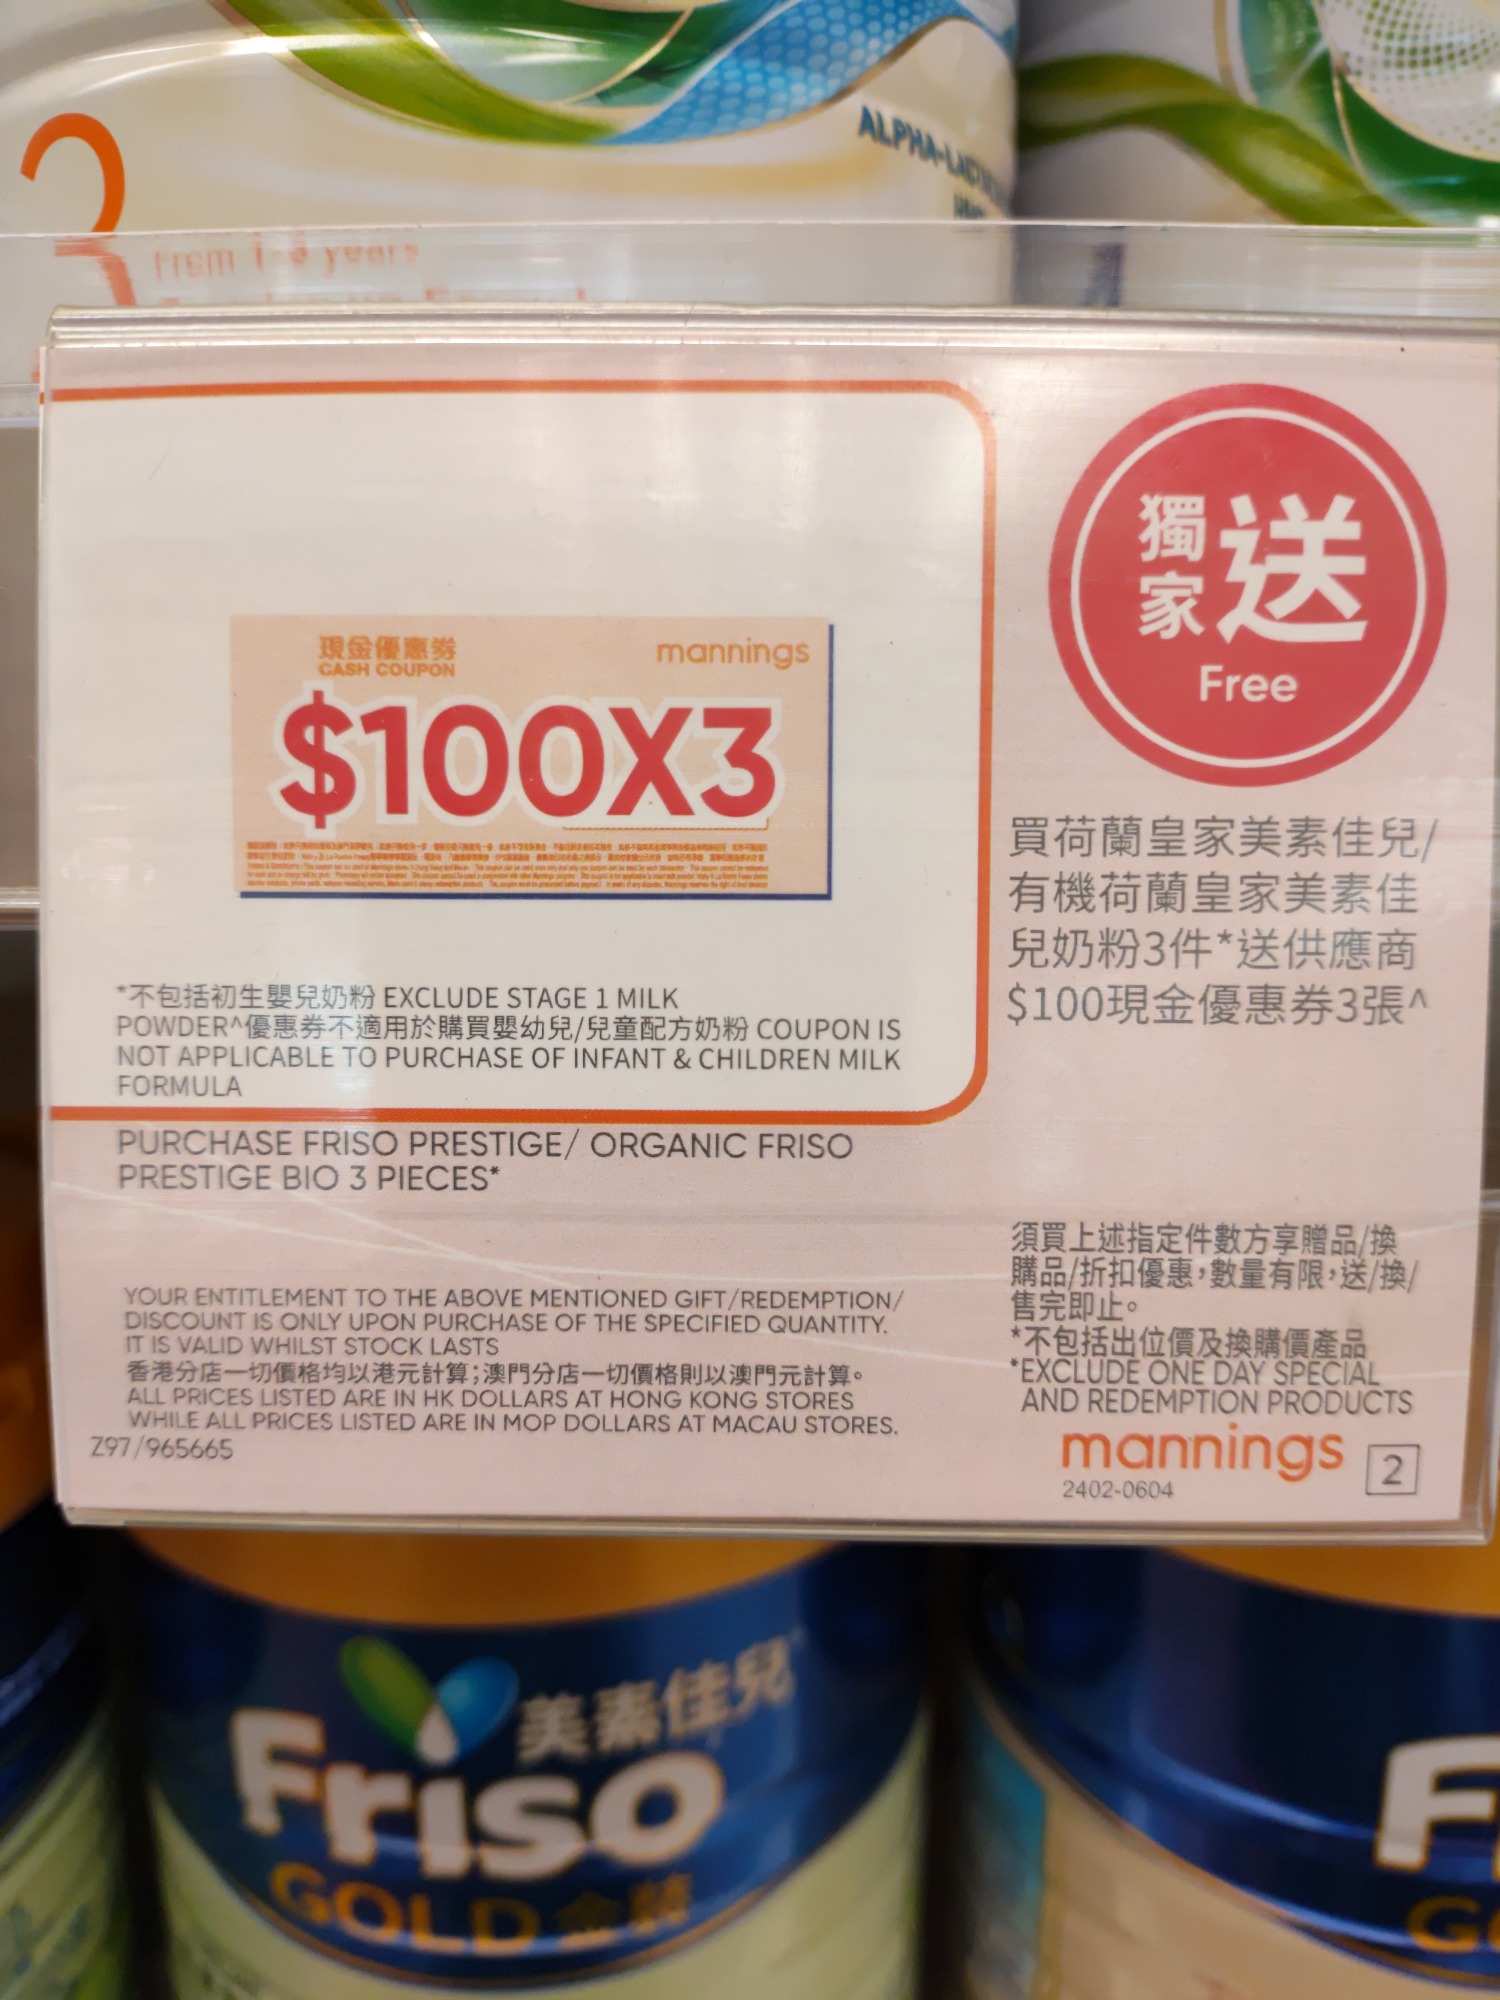 3
ALPHA-
From 1-3 years
獨家 送
Free
現金優惠券
CASH COUPON
mannings
$100X3
買荷蘭皇家美素佳兒/
有機荷蘭皇家美素佳
兒奶粉3件*送供應商
$100現金優惠券3張^
*不包括初生嬰兒奶粉 EXCLUDE STAGE 1 MILK
POWDER^優惠券不適用於購買嬰幼兒/兒童配方奶粉 COUPON IS
NOT APPLICABLE TO PURCHASE OF INFANT & CHILDREN MILK
FORMULA
PURCHASE FRISO PRESTIGE/ ORGANIC FRISO
PRESTIGE BIO 3 PIECES*
須買上述指定件數方享贈品/換
購品/折扣優惠，數量有限，送/換/
售完即止。
*不包括出位價及換購價產品
*EXCLUDE ONE DAY SPECIAL
AND REDEMPTION PRODUCTS
YOUR ENTITLEMENT TO THE ABOVE MENTIONED GIFT/REDEMPTION/
DISCOUNT IS ONLY UPON PURCHASE OF THE SPECIFIED QUANTITY.
IT IS VALID WHILST STOCK LASTS
香港分店一切價格均以港元計算；澳門分店一切價格則以澳門元計算。
ALL PRICES LISTED ARE IN HK DOLLARS AT HONG KONG STORES
WHILE ALL PRICES LISTED ARE IN MOP DOLLARS AT MACAU STORES.
Z97/965665
mannings 2
2402-0604
美素佳兒
Friso
GOLD 金裝